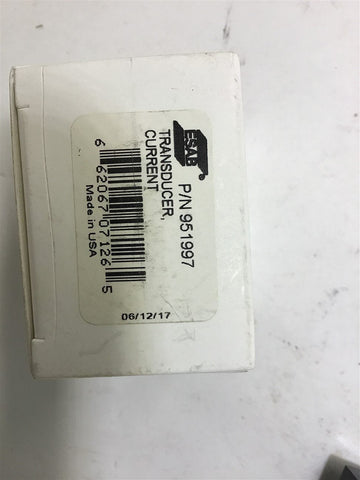 ESAB
P/N 951997
TRANSDUCER,
CURRENT
6 62067 07126 5
Made in USA
06/12/17